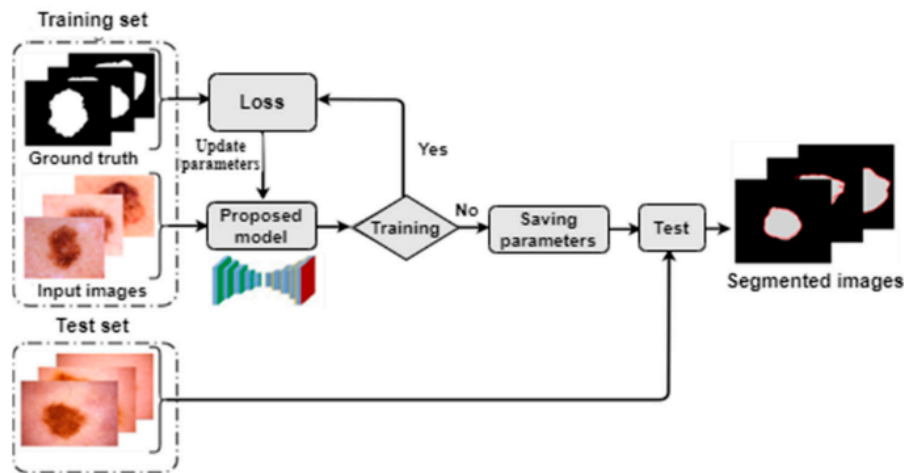 Training set
Ground truth
Input images
Loss
Update
parameters
Proposed
model
Training
Yes
No
Saving
parameters
Test
Segmented images
Test set